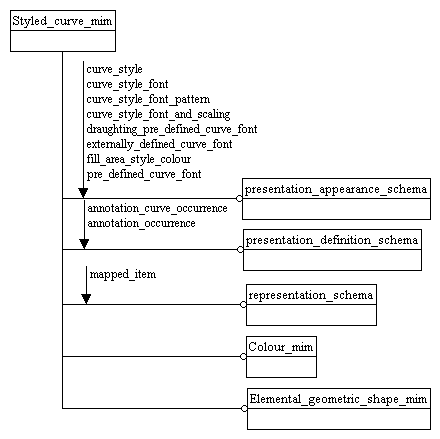 Styled_curve_mim
curve_style
curve_style_font
curve_style_font_pattern
curve_style_font_and_scaling
draughting_pre_defined_curve_font
externally_defined_curve_font
fill_area_style_colour
pre_defined_curve_font
presentation_appearance_schema
annotation_curve_occurrence
annotation_occurrence
presentation_definition_schema
mapped_item
representation_schema
Colour_mim
Elemental_geometric_shape_mim